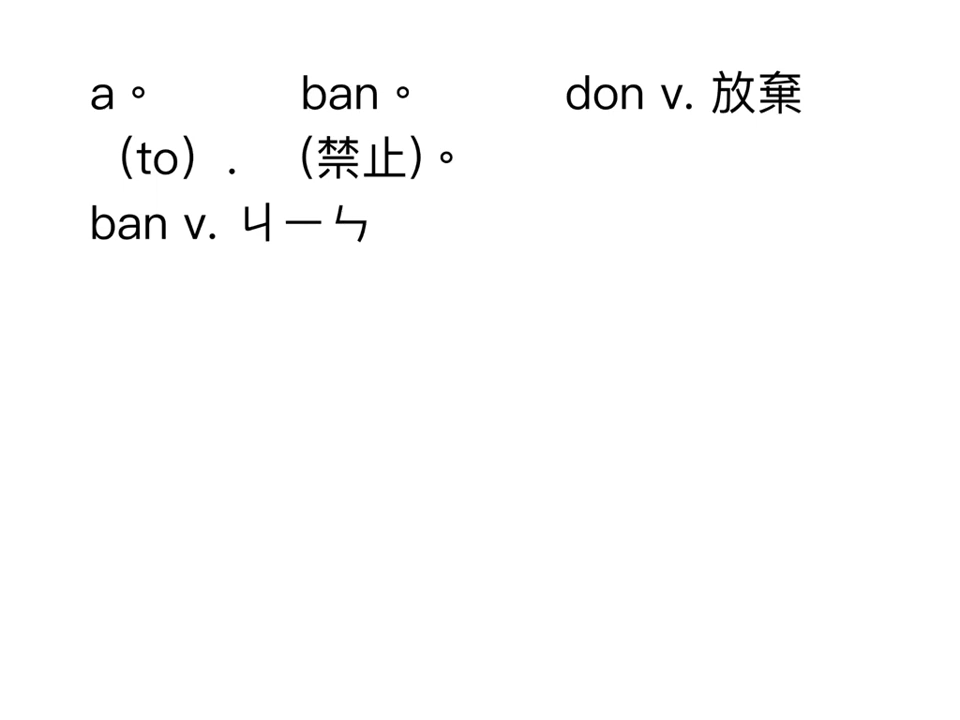 a。 ban。 don v. 放棄
（to）. （禁止）。
ban v. ㄐㄧㄣ